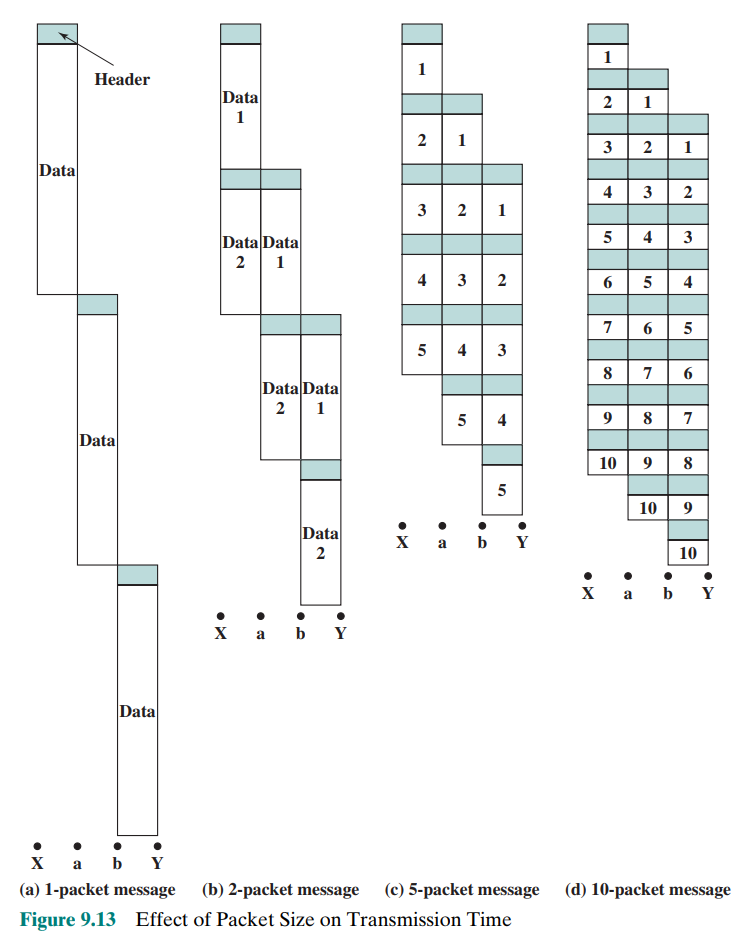 Header
Data
Data
Data
X a b Y
(a) 1-packet message
Data
1
Data Data
2 1
Data Data
2 1
Data
2
X a b Y
(b) 2-packet message
1
2 1
3 2 1
4 3 2
5 4 3
5 4
5
X a b Y
(c) 5-packet message
1
2 1
3 2 1
4 3 2
5 4 3
6 5 4
7 6 5
8 7 6
9 8 7
10 9 8
10 9
10
X a b Y
(d) 10-packet message
Figure 9.13 Effect of Packet Size on Transmission Time